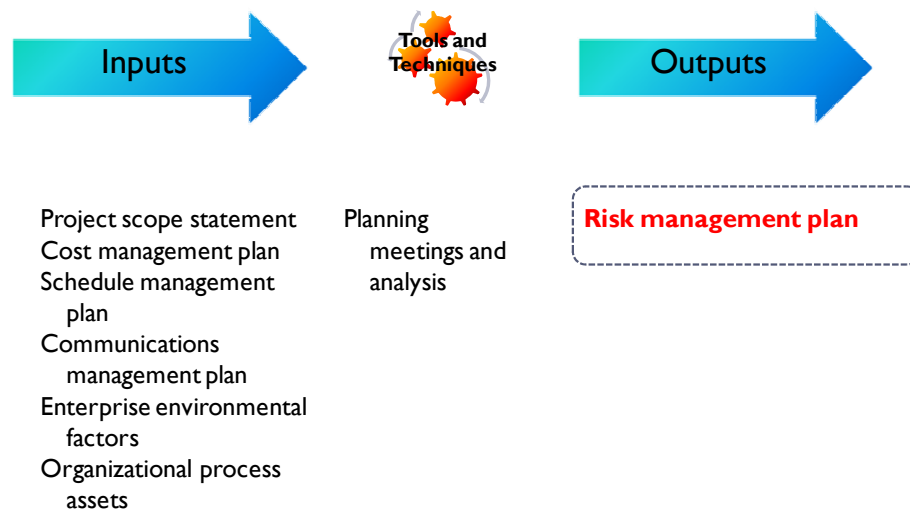 Inputs
Tools and
Techniques
Outputs
Project scope statement
Cost management plan
Schedule management
plan
Communications
management plan
Enterprise environmental
factors
Organizational process
assets
Planning
meetings and
analysis
Risk management plan